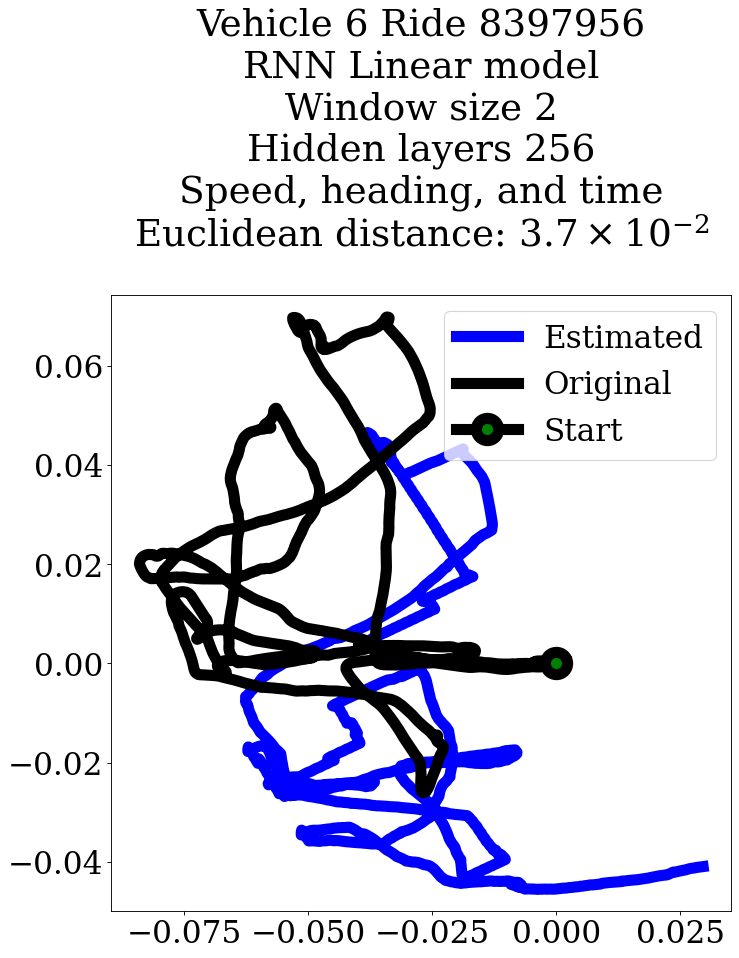 Vehicle 6 Ride 8397956
RNN Linear model
Window size 2
Hidden layers 256
Speed, heading, and time
Euclidean distance: 3.7 × 10⁻²
Estimated
Original
Start
0.06
0.04
0.02
0.00
−0.02
−0.04
−0.075 −0.050 −0.025 0.000 0.025